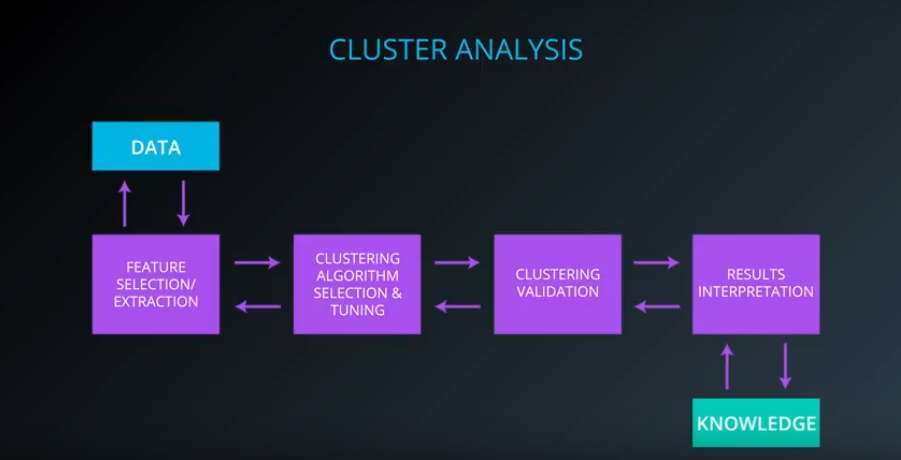 CLUSTER ANALYSIS
DATA
FEATURE
SELECTION/
EXTRACTION
CLUSTERING
ALGORITHM
SELECTION &
TUNING
CLUSTERING
VALIDATION
RESULTS
INTERPRETATION
KNOWLEDGE